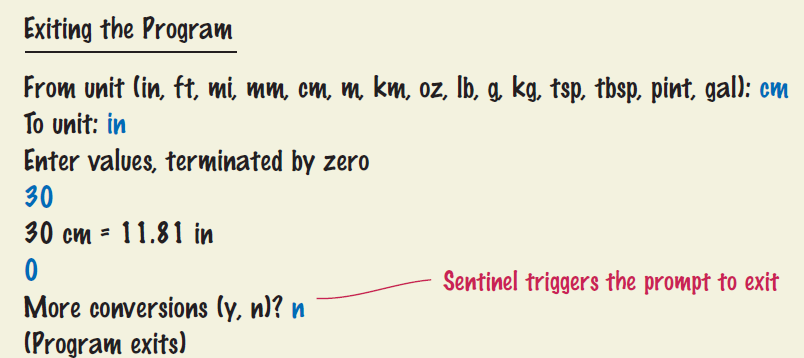 Exiting the Program
From unit (in, ft, mi, mm, cm, m, km, oz, lb, g, kg, tsp, tbsp, pint, gal): cm
To unit: in
Enter values, terminated by zero
30
30 cm = 11.81 in
0
Sentinel triggers the prompt to exit
More conversions (y, n)? n
(Program exits)